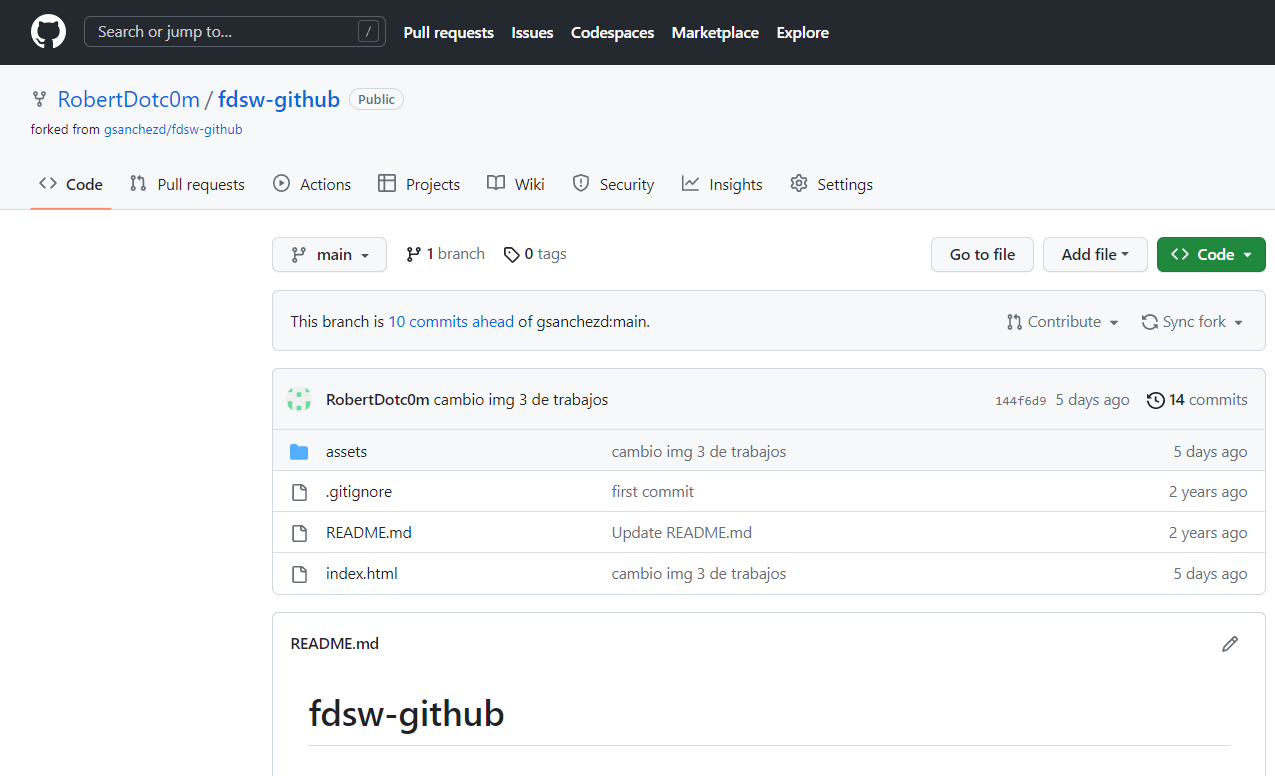 Search or jump to... / Pull requests Issues Codespaces Marketplace Explore
RobertDotc0m / fdsw-github Public
forked from gsanchezd/fdsw-github
Code Pull requests Actions Projects Wiki Security Insights Settings
main 1 branch 0 tags Go to file Add file Code
This branch is 10 commits ahead of gsanchezd:main. Contribute Sync fork
RobertDotc0m cambio img 3 de trabajos 144f6d9 5 days ago 14 commits
assets cambio img 3 de trabajos 5 days ago
.gitignore first commit 2 years ago
README.md Update README.md 2 years ago
index.html cambio img 3 de trabajos 5 days ago
README.md
fdsw-github